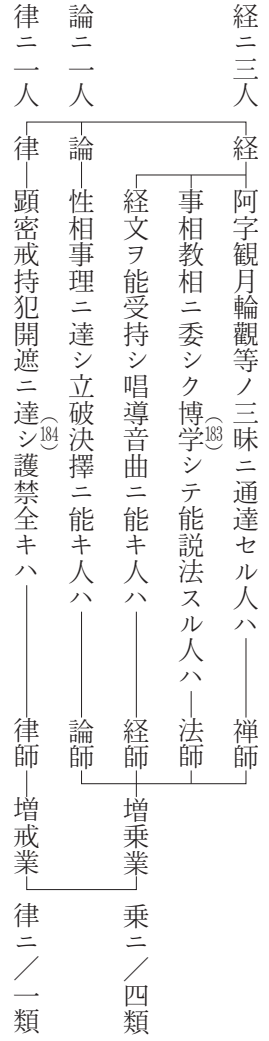 経ニ三人
論ニ一人
律ニ一人
経
論
律
阿字観月輪觀等ノ三昧ニ通達セル人ハ
禅師
事相教相ニ委シク博学(183)シテ能説法スル人ハ
法師
経文ヲ能受持シ唱導音曲ニ能キ人ハ
経師
性相事理ニ達シ立破決擇ニ能キ人ハ
論師
顕密戒持犯開遮ニ達(184)シ護禁全キハ
律師
増乗業
増戒業
乗ニ/四類
律ニ/一類